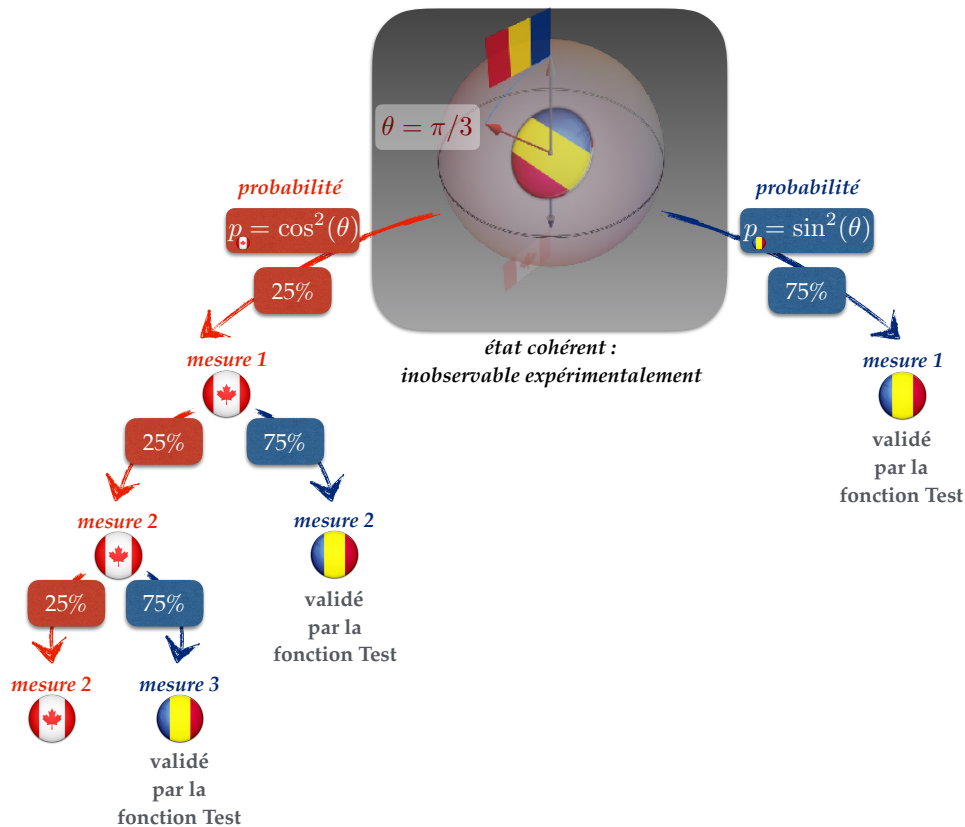 θ = π/3
probabilité
p = cos²(θ)
25%
probabilité
p = sin²(θ)
75%
état cohérent :
inobservable expérimentalement
mesure 1
mesure 1
validé
par la
fonction Test
25%
75%
mesure 2
mesure 2
validé
par la
fonction Test
25%
75%
mesure 2
mesure 3
validé
par la
fonction Test